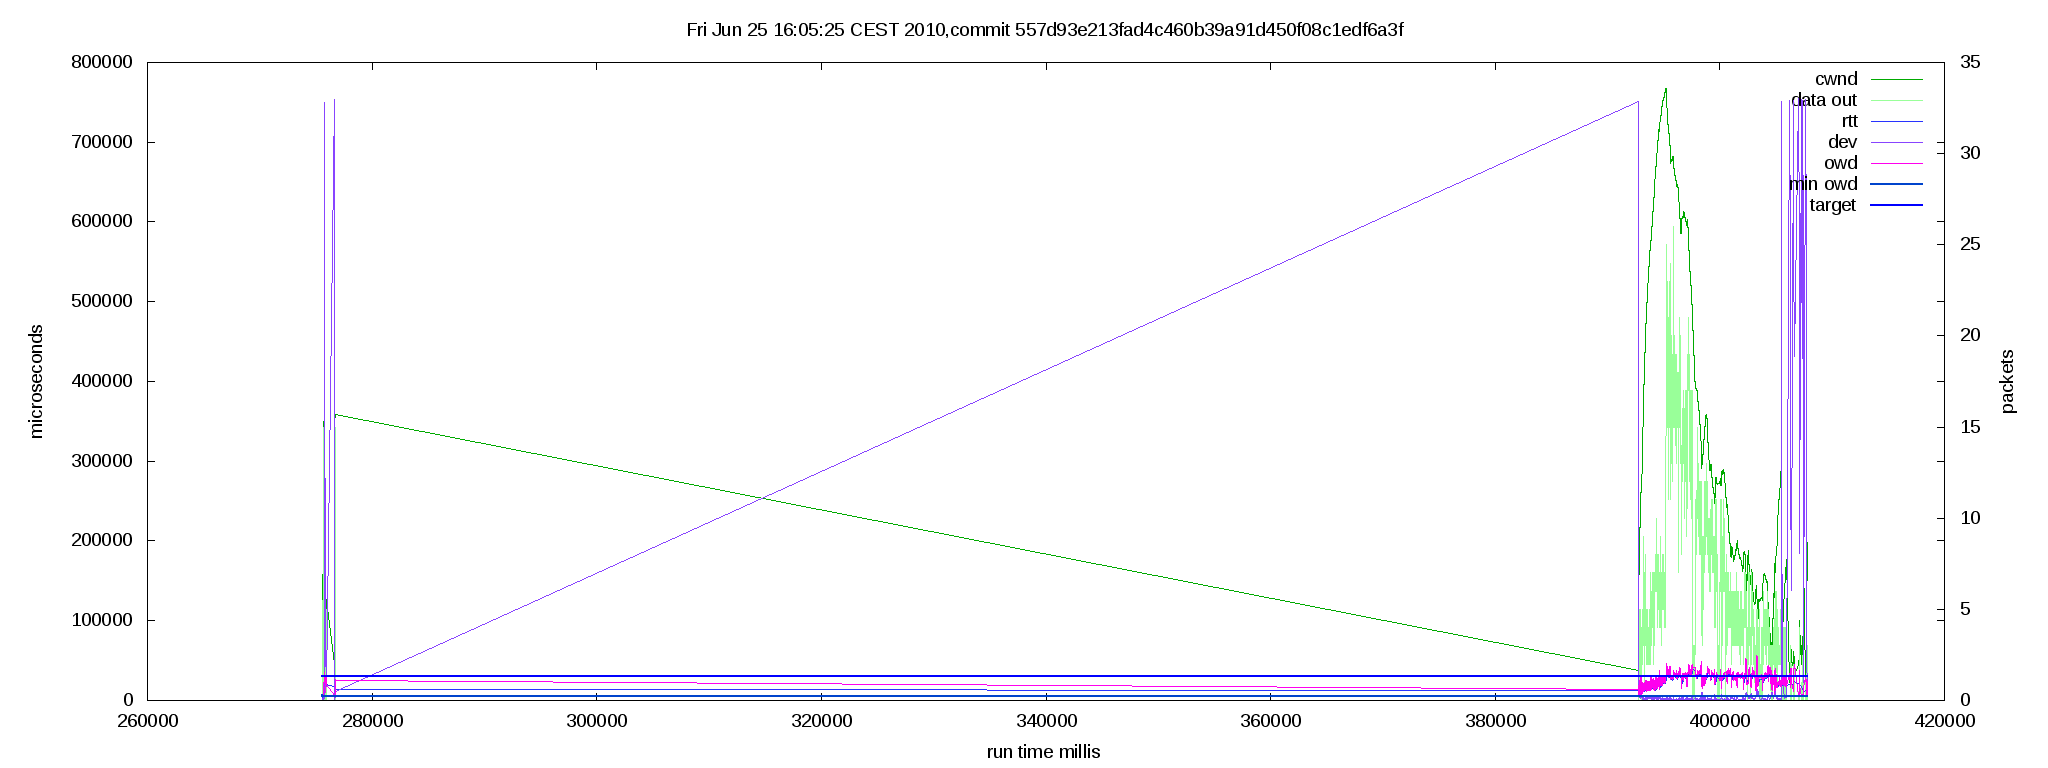 Fri Jun 25 16:05:25 CEST 2010,commit 557d93e213fad4c460b39a91d450f08c1edf6a3f
800000
700000
600000
500000
400000
300000
200000
100000
0
microseconds
35
30
25
20
15
10
5
0
packets
cwnd
data out
rtt
dev
owd
min owd
target
260000 280000 300000 320000 340000 360000 380000 400000 420000
run time millis